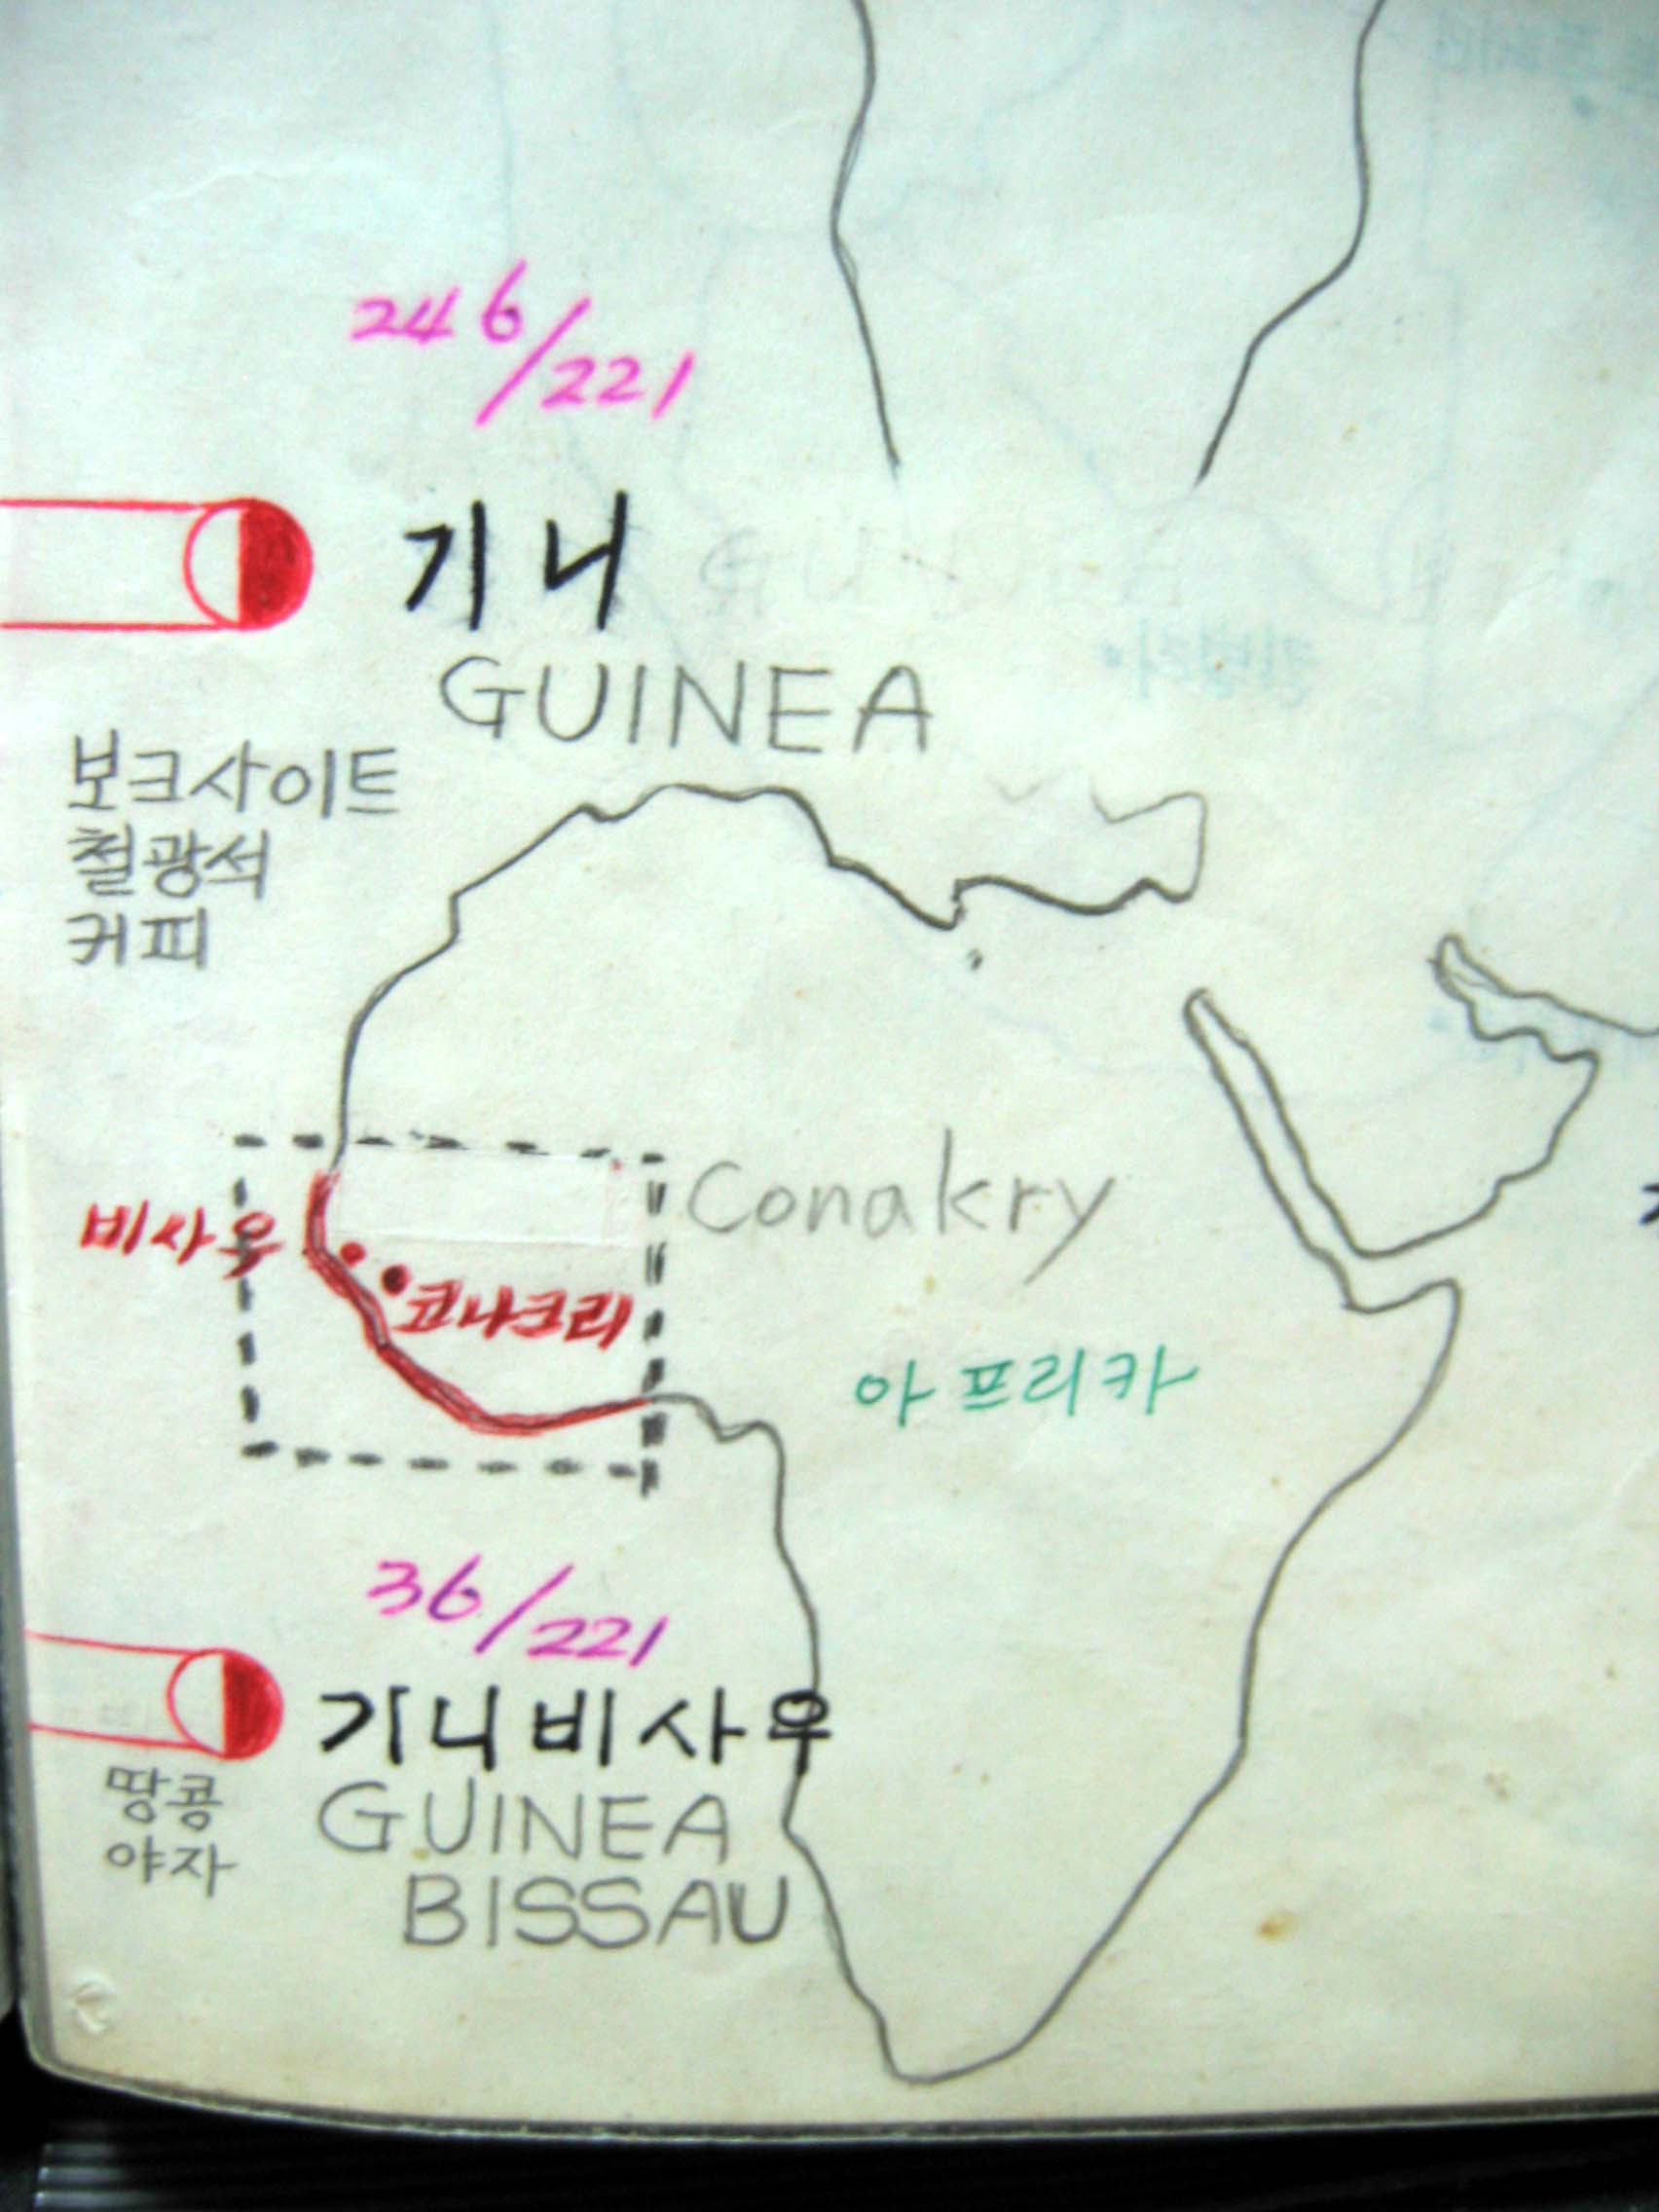 246/221
기니
GUINEA
보크사이트
철광석
커피
Conakry
비사우
코나크리
아프리카
36/221
기니비사우
GUINEA
BISSAU
땅콩
야자